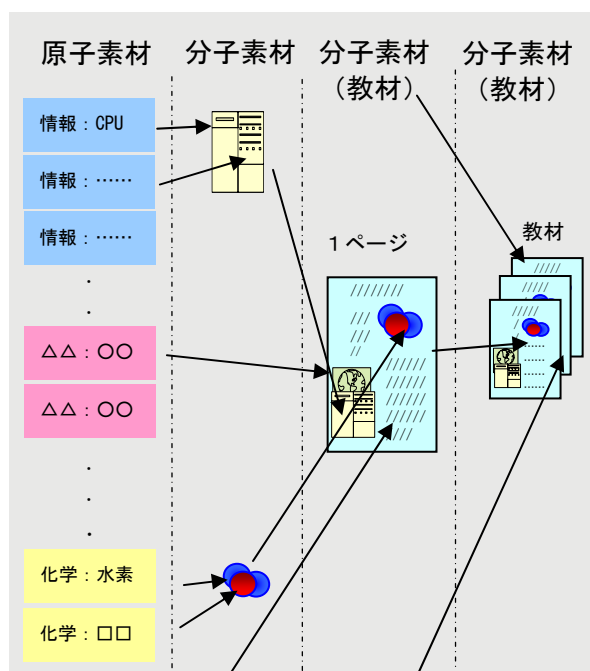 原子素材
分子素材
分子素材
（教材）
分子素材
（教材）
情報：CPU
情報：……
情報：……
１ページ
教材
△△：○○
△△：○○
化学：水素
化学：□□